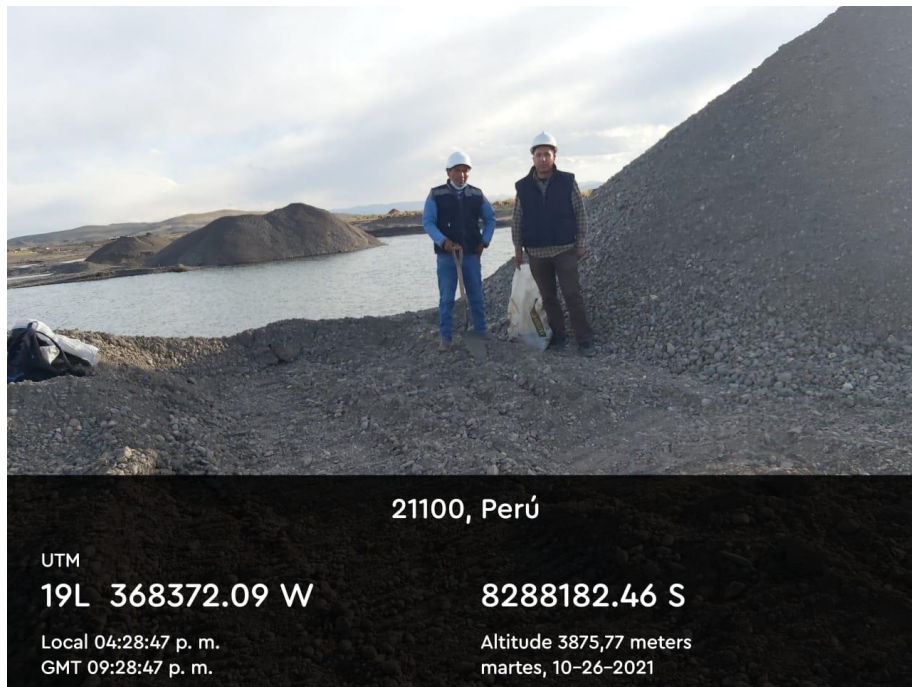 21100, Perú
UTM
19L 368372.09 W
8288182.46 S
Local 04:28:47 p. m.
GMT 09:28:47 p. m.
Altitude 3875,77 meters
martes, 10-26-2021